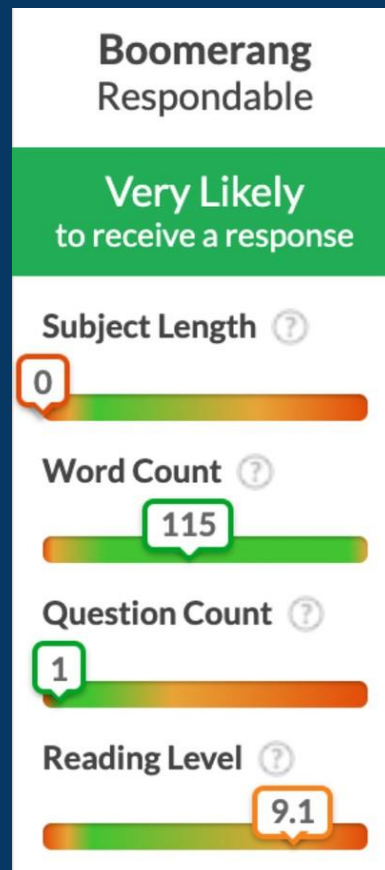 Boomerang
Respondable
Very Likely
to receive a response
Subject Length ?
0
Word Count ?
115
Question Count ?
1
Reading Level ?
9.1